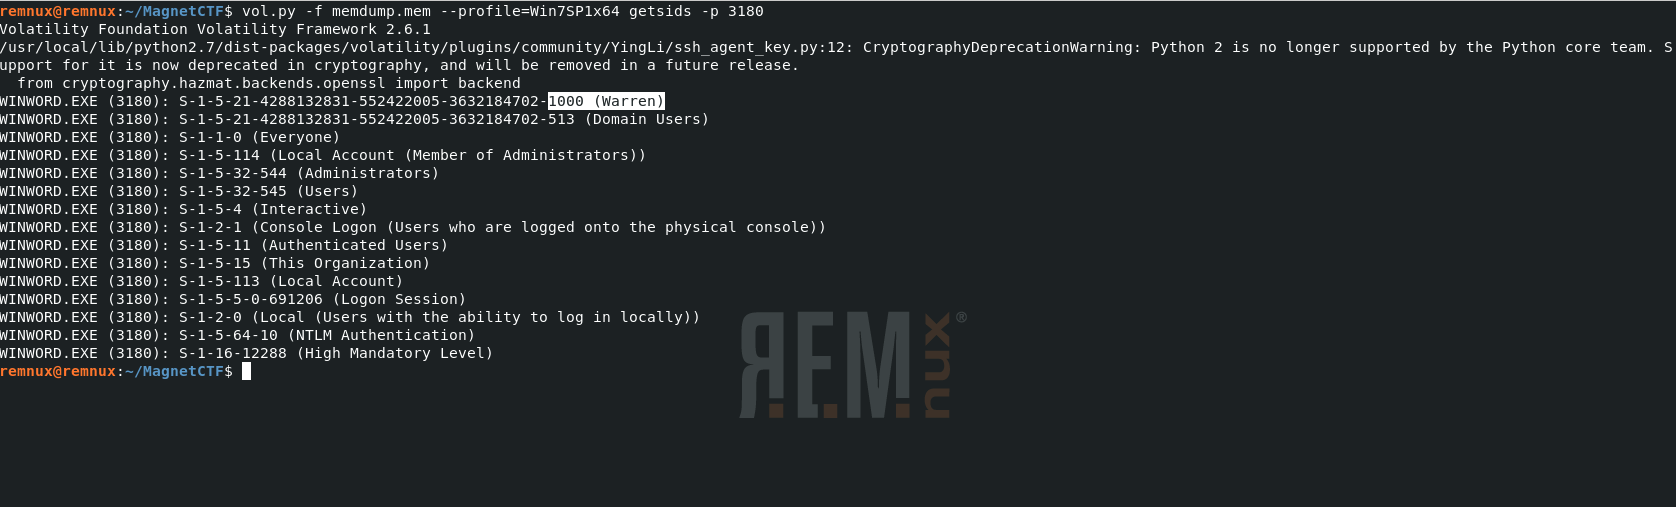 remnux@remnux:~/MagnetCTF$ vol.py -f memdump.mem --profile=Win7SP1x64 getsids -p 3180
Volatility Foundation Volatility Framework 2.6.1
/usr/local/lib/python2.7/dist-packages/volatility/plugins/community/YingLi/ssh_agent_key.py:12: CryptographyDeprecationWarning: Python 2 is no longer supported by the Python core team. S
upport for it is now deprecated in cryptography, and will be removed in a future release.
  from cryptography.hazmat.backends.openssl import backend
WINWORD.EXE (3180): S-1-5-21-4288132831-552422005-3632184702-1000 (Warren)
WINWORD.EXE (3180): S-1-5-21-4288132831-552422005-3632184702-513 (Domain Users)
WINWORD.EXE (3180): S-1-1-0 (Everyone)
WINWORD.EXE (3180): S-1-5-114 (Local Account (Member of Administrators))
WINWORD.EXE (3180): S-1-5-32-544 (Administrators)
WINWORD.EXE (3180): S-1-5-32-545 (Users)
WINWORD.EXE (3180): S-1-5-4 (Interactive)
WINWORD.EXE (3180): S-1-2-1 (Console Logon (Users who are logged onto the physical console))
WINWORD.EXE (3180): S-1-5-11 (Authenticated Users)
WINWORD.EXE (3180): S-1-5-15 (This Organization)
WINWORD.EXE (3180): S-1-5-113 (Local Account)
WINWORD.EXE (3180): S-1-5-5-0-691206 (Logon Session)
WINWORD.EXE (3180): S-1-2-0 (Local (Users with the ability to log in locally))
WINWORD.EXE (3180): S-1-5-64-10 (NTLM Authentication)
WINWORD.EXE (3180): S-1-16-12288 (High Mandatory Level)
remnux@remnux:~/MagnetCTF$
REM nux ®